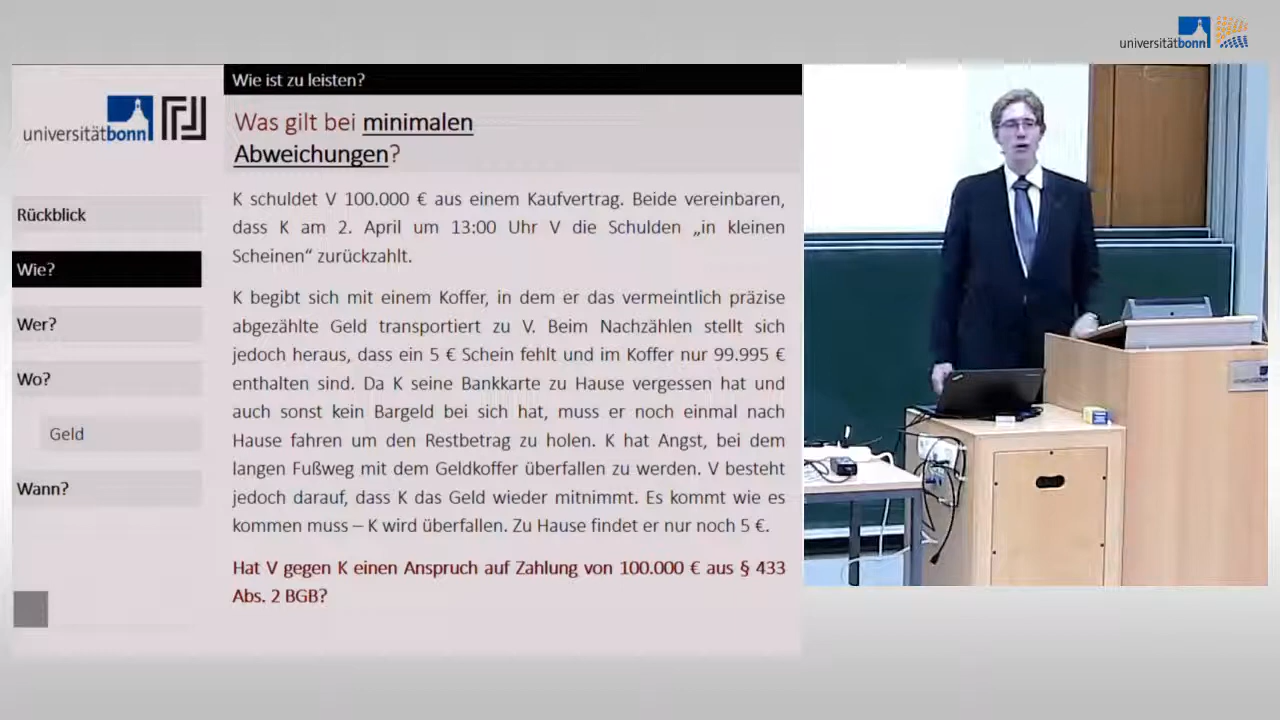 universitätbonn
universitätbonn
Wie ist zu leisten?
Was gilt bei minimalen
Abweichungen?
Rückblick
Wie?
Wer?
Wo?
Geld
Wann?
K schuldet V 100.000 € aus einem Kaufvertrag. Beide vereinbaren,
dass K am 2. April um 13:00 Uhr V die Schulden „in kleinen
Scheinen“ zurückzahlt.
K begibt sich mit einem Koffer, in dem er das vermeintlich präzise
abgezählte Geld transportiert zu V. Beim Nachzählen stellt sich
jedoch heraus, dass ein 5 € Schein fehlt und im Koffer nur 99.995 €
enthalten sind. Da K seine Bankkarte zu Hause vergessen hat und
auch sonst kein Bargeld bei sich hat, muss er noch einmal nach
Hause fahren um den Restbetrag zu holen. K hat Angst, bei dem
langen Fußweg mit dem Geldkoffer überfallen zu werden. V besteht
jedoch darauf, dass K das Geld wieder mitnimmt. Es kommt wie es
kommen muss – K wird überfallen. Zu Hause findet er nur noch 5 €.
Hat V gegen K einen Anspruch auf Zahlung von 100.000 € aus § 433
Abs. 2 BGB?